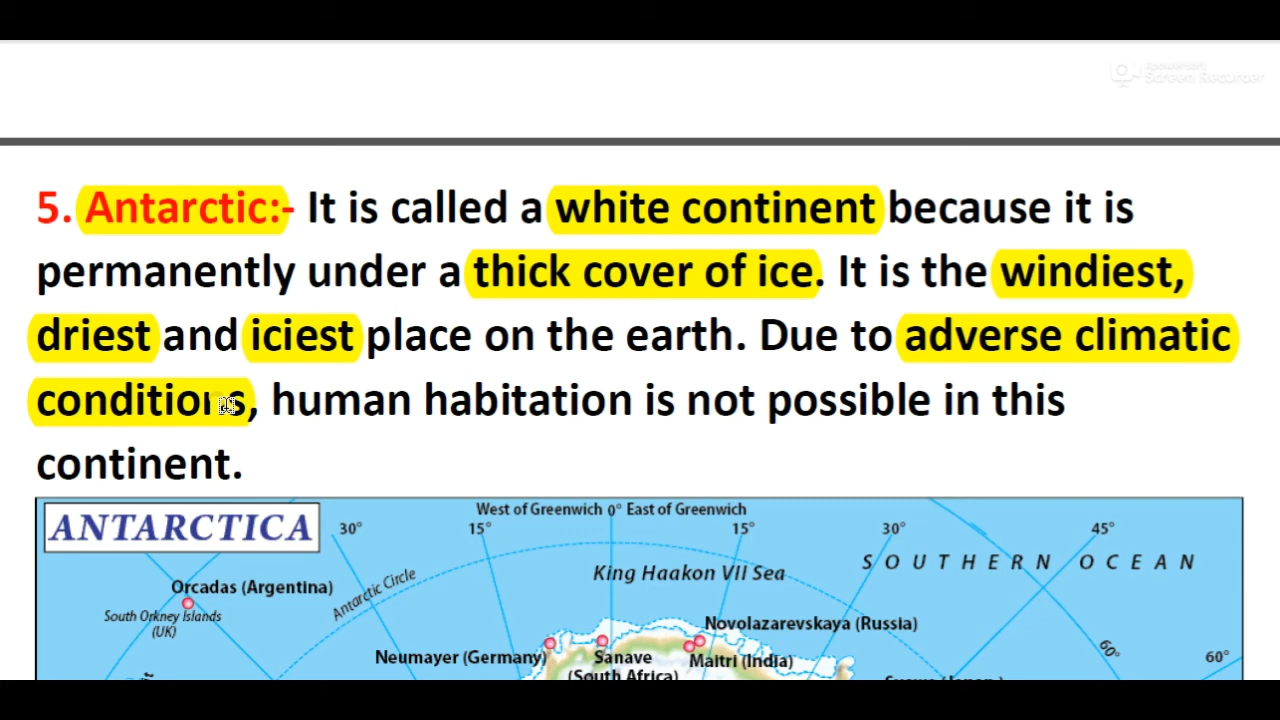 Screen Recorder
5. Antarctic:- It is called a white continent because it is
permanently under a thick cover of ice. It is the windiest,
driest and iciest place on the earth. Due to adverse climatic
conditions, human habitation is not possible in this
continent.
ANTARCTICA
West of Greenwich 0° East of Greenwich
30° 15° 15° 30° 45°
SOUTHERN OCEAN
King Haakon VII Sea
Antarctic Circle
Orcadas (Argentina)
South Orkney Islands
(UK)
Novolazarevskaya (Russia)
Neumayer (Germany)
Sanave
(South Africa)
Maitri (India)
60°
60°